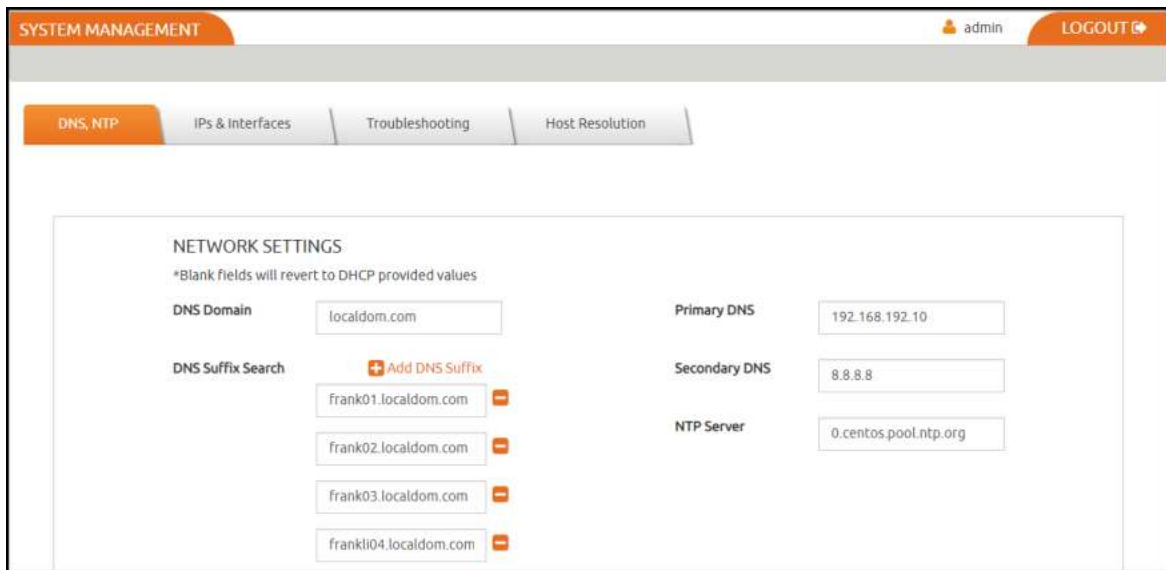 SYSTEM MANAGEMENT
admin
LOGOUT
DNS, NTP
IPs & Interfaces
Troubleshooting
Host Resolution
NETWORK SETTINGS
*Blank fields will revert to DHCP provided values
DNS Domain
localdom.com
Primary DNS
192.168.192.10
DNS Suffix Search
Add DNS Suffix
Secondary DNS
8.8.8.8
frank01.localdom.com
NTP Server
0.centos.pool.ntp.org
frank02.localdom.com
frank03.localdom.com
frankli04.localdom.com